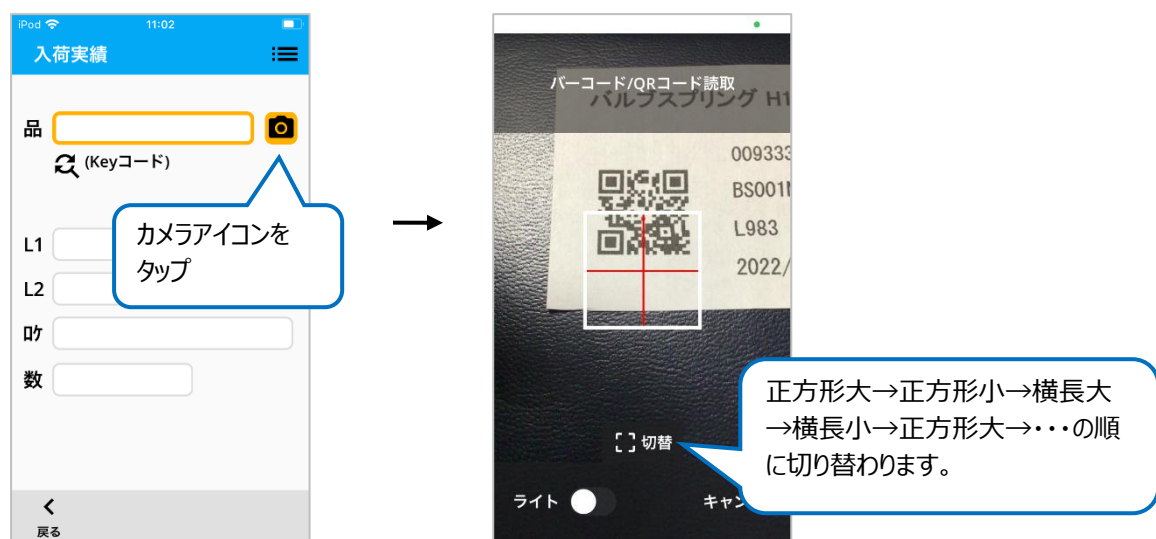 iPod 11:02
入荷実績
品
(Keyコード)
カメラアイコンを
タップ
L1
L2
ﾛｹ
数
戻る
バーコード/QRコード読取
バルブスプリング H1
009333
BS001
L983
2022/
切替
ライト
キャン
正方形大→正方形小→横長大
→横長小→正方形大→・・・の順
に切り替わります。